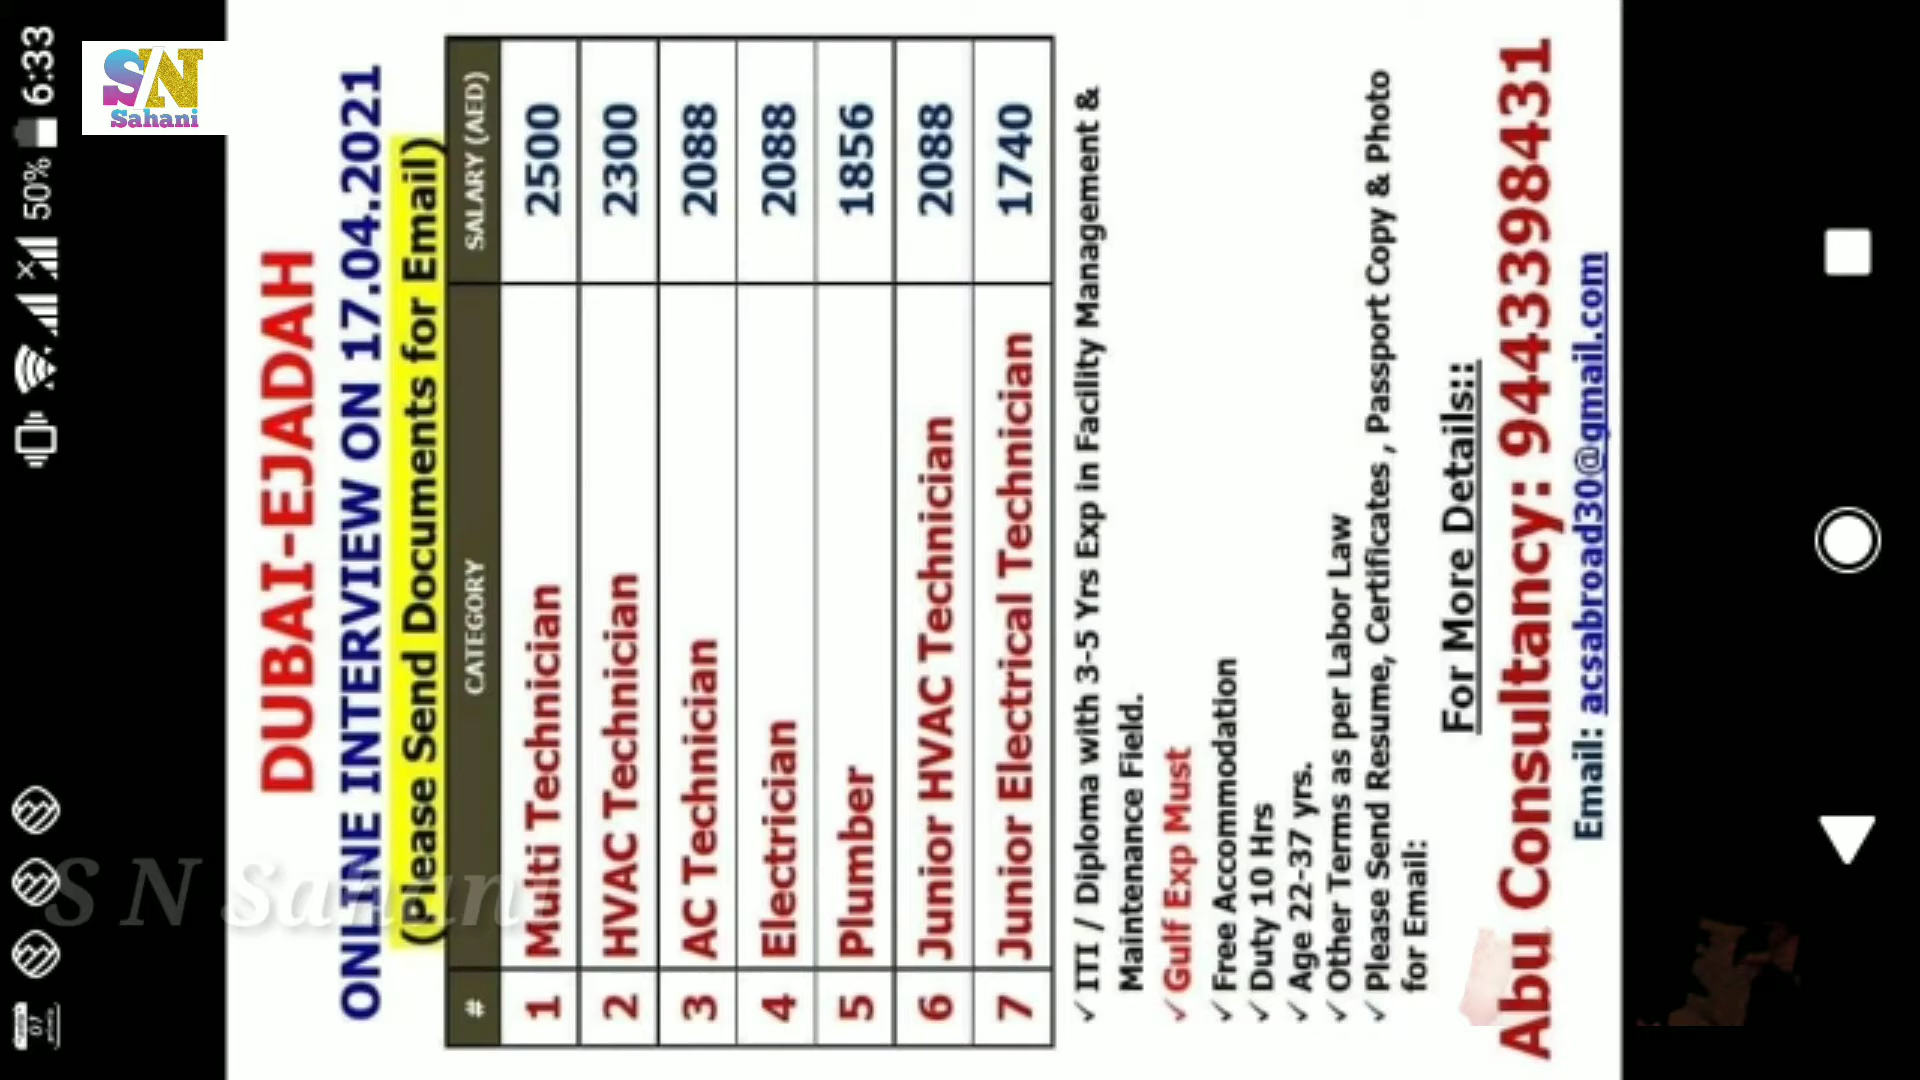 6:33
50%
SN
Sahani
DUBAI-EJADAH
ONLINE INTERVIEW ON 17.04.2021
(Please Send Documents for Email)
# CATEGORY SALARY (AED)
1 Multi Technician 2500
2 HVAC Technician 2300
3 AC Technician 2088
4 Electrician 2088
5 Plumber 1856
6 Junior HVAC Technician 2088
7 Junior Electrical Technician 1740
✓ ITI / Diploma with 3-5 Yrs Exp in Facility Management &
Maintenance Field.
✓ Gulf Exp Must
✓ Free Accommodation
✓ Duty 10 Hrs
✓ Age 22-37 yrs.
✓ Other Terms as per Labor Law
✓ Please Send Resume, Certificates , Passport Copy & Photo
for Email:
For More Details::
Abu Consultancy: 9443398431
Email: acsabroad30@gmail.com
S N Sahani